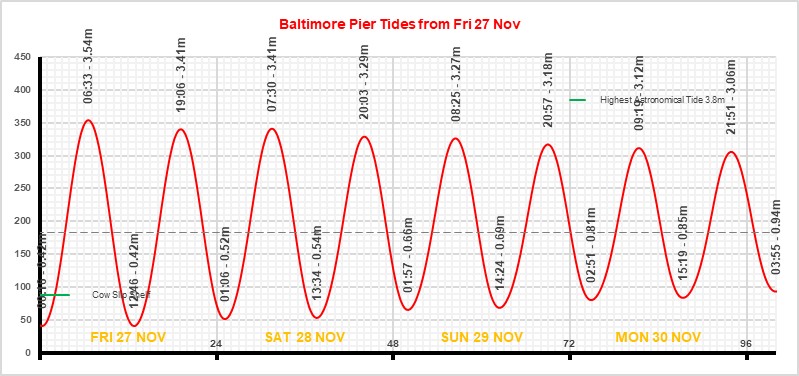 Baltimore Pier Tides from Fri 27 Nov
450
400
350
300
250
200
150
100
50
0
06:33 - 3.54m
19:06 - 3.41m
07:30 - 3.41m
20:03 - 3.29m
08:25 - 3.27m
20:57 - 3.18m
09:19 - 3.12m
21:51 - 3.06m
Highest Astronomical Tide 3.8m
0.42m
12:46 - 0.42m
01:06 - 0.52m
13:34 - 0.54m
01:57 - 0.66m
14:24 - 0.69m
02:51 - 0.81m
15:19 - 0.85m
03:55 - 0.94m
Cow Slip
FRI 27 NOV
SAT 28 NOV
SUN 29 NOV
MON 30 NOV
24
48
72
96